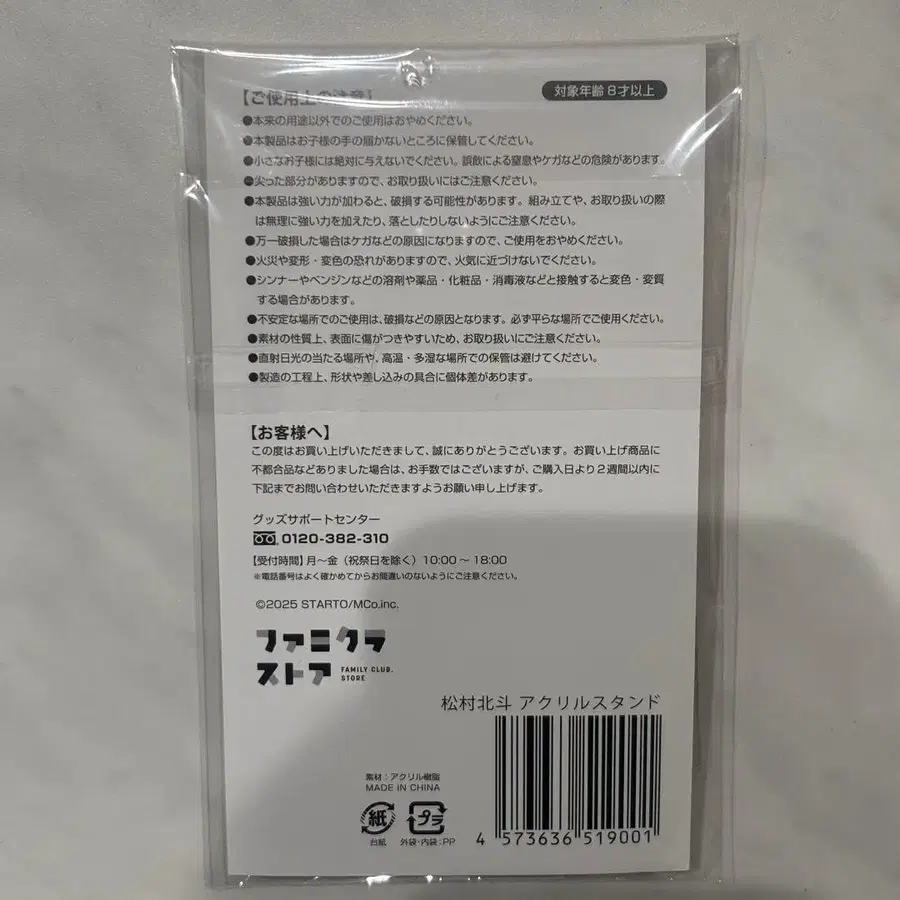 【ご使用上の注意】
対象年齢 8才以上
●本来の用途以外でのご使用はおやめください。
●本製品はお子様の手の届かないところに保管してください。
●小さなお子様には絶対に与えないでください。誤飲による窒息やケガなどの危険があります。
●尖った部分がありますので、お取り扱いにはご注意ください。
●本製品は強い力が加わると、破損する可能性があります。組み立てや、お取り扱いの際
は無理に強い力を加えたり、落としたりしないようにご注意ください。
●万一破損した場合はケガなどの原因になりますので、ご使用をおやめください。
●火災や変形・変色の恐れがありますので、火気に近づけないでください。
●シンナーやベンジンなどの溶剤や薬品・化粧品・消毒液などと接触すると変色・変質
する場合があります。
●不安定な場所でのご使用は、破損などの原因となります。必ず平らな場所でご使用ください。
●素材の性質上、表面に傷がつきやすいため、お取り扱いにご注意ください。
●直射日光の当たる場所や、高温・多湿な場所での保管は避けてください。
●製造の工程上、形状や差し込みの具合に個体差があります。
【お客様へ】
この度はお買い上げいただきまして、誠にありがとうございます。お買い上げ商品に
不都合品などありました場合は、お手数ではございますが、ご購入日より2週間以内に
下記までお問い合わせいただきますようお願い申し上げます。
グッズサポートセンター
0120-382-310
【受付時間】月〜金（祝祭日を除く）10:00〜18:00
※電話番号はよく確かめてからお間違いのないようにご注意ください。
©2025 STARTO/MCo.inc.
ファミクラ
ストア FAMILY CLUB. STORE
松村北斗 アクリルスタンド
素材：アクリル樹脂
MADE IN CHINA
紙 プラ
台紙 外袋・内袋：PP
4 573636 519001